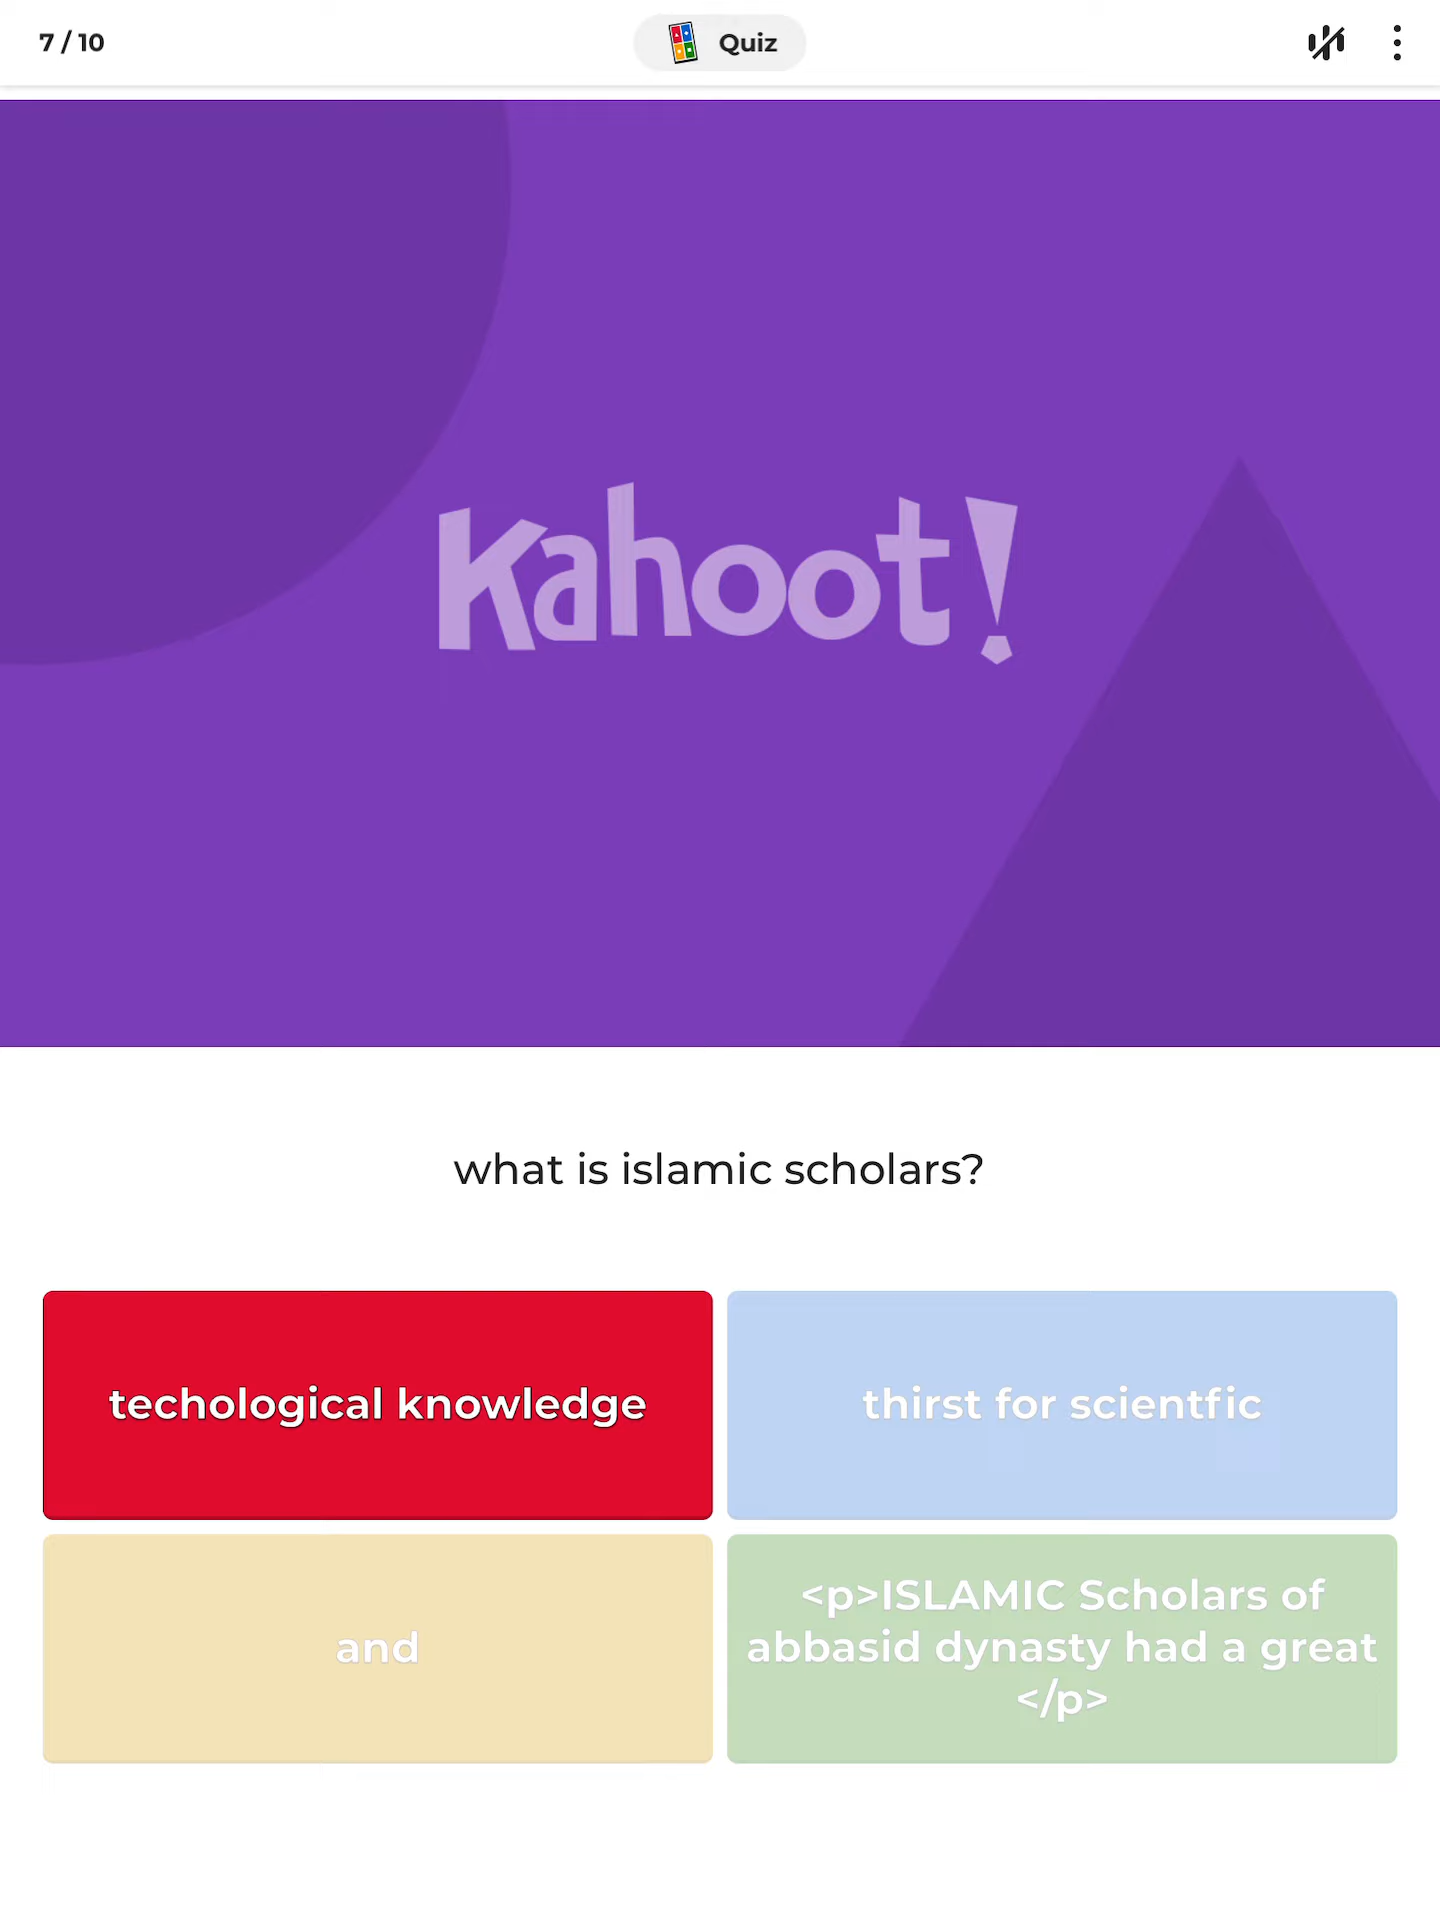 7 / 10
Quiz
Kahoot!
what is islamic scholars?
techological knowledge
thirst for scientfic
and
<p>ISLAMIC Scholars of
abbasid dynasty had a great
</p>